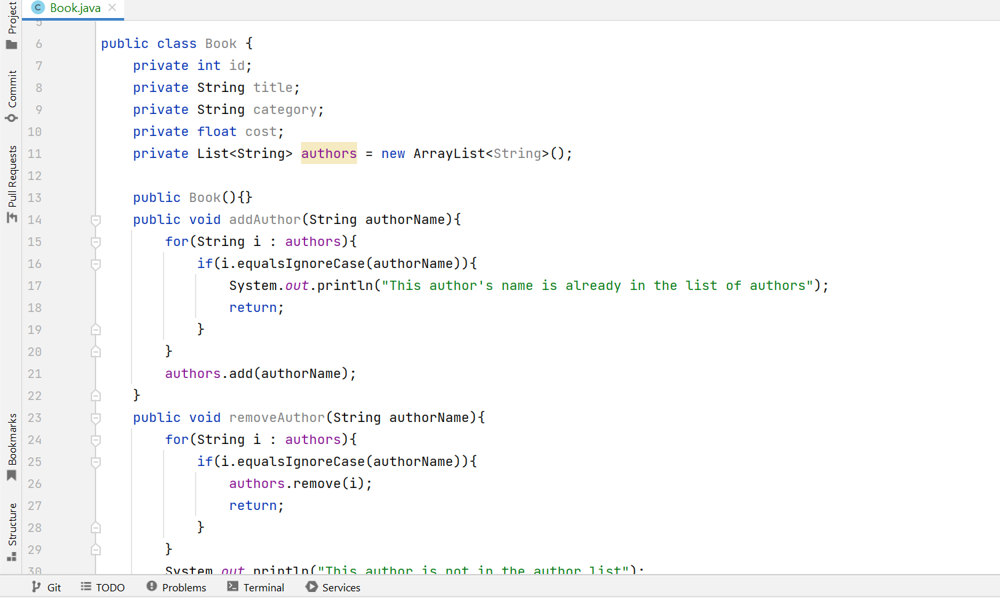 Project
Commit
Pull Requests
Bookmarks
Structure
Book.java
5
6 public class Book {
7 private int id;
8 private String title;
9 private String category;
10 private float cost;
11 private List<String> authors = new ArrayList<String>();
12
13 public Book(){}
14 public void addAuthor(String authorName){
15 for(String i : authors){
16 if(i.equalsIgnoreCase(authorName)){
17 System.out.println("This author's name is already in the list of authors");
18 return;
19 }
20 }
21 authors.add(authorName);
22 }
23 public void removeAuthor(String authorName){
24 for(String i : authors){
25 if(i.equalsIgnoreCase(authorName)){
26 authors.remove(i);
27 return;
28 }
29 }
30 System.out.println("This author is not in the author list");
Git TODO Problems Terminal Services